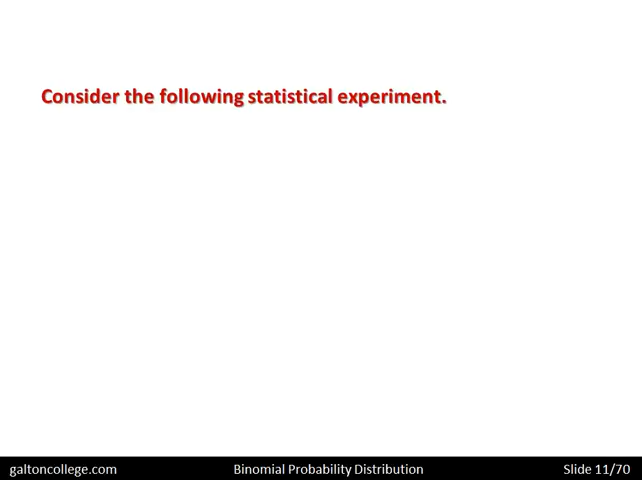 Consider the following statistical experiment.
galtoncollege.com Binomial Probability Distribution Slide 11/70